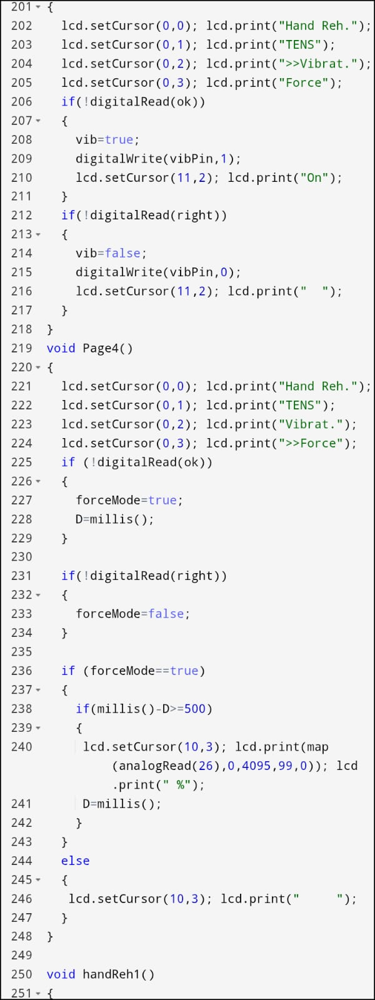 201 {
202 lcd.setCursor(0,0); lcd.print("Hand Reh.");
203 lcd.setCursor(0,1); lcd.print("TENS");
204 lcd.setCursor(0,2); lcd.print(">>Vibrat.");
205 lcd.setCursor(0,3); lcd.print("Force");
206 if(!digitalRead(ok))
207 {
208 vib=true;
209 digitalWrite(vibPin,1);
210 lcd.setCursor(11,2); lcd.print("On");
211 }
212 if(!digitalRead(right))
213 {
214 vib=false;
215 digitalWrite(vibPin,0);
216 lcd.setCursor(11,2); lcd.print("  ");
217 }
218 }
219 void Page4()
220 {
221 lcd.setCursor(0,0); lcd.print("Hand Reh.");
222 lcd.setCursor(0,1); lcd.print("TENS");
223 lcd.setCursor(0,2); lcd.print("Vibrat.");
224 lcd.setCursor(0,3); lcd.print(">>Force");
225 if (!digitalRead(ok))
226 {
227 forceMode=true;
228 D=millis();
229 }
230
231 if(!digitalRead(right))
232 {
233 forceMode=false;
234 }
235
236 if (forceMode==true)
237 {
238 if(millis()-D>=500)
239 {
240 lcd.setCursor(10,3); lcd.print(map
(analogRead(26),0,4095,99,0)); lcd
.print(" %");
241 D=millis();
242 }
243 }
244 else
245 {
246 lcd.setCursor(10,3); lcd.print("     ");
247 }
248 }
249
250 void handReh1()
251 {